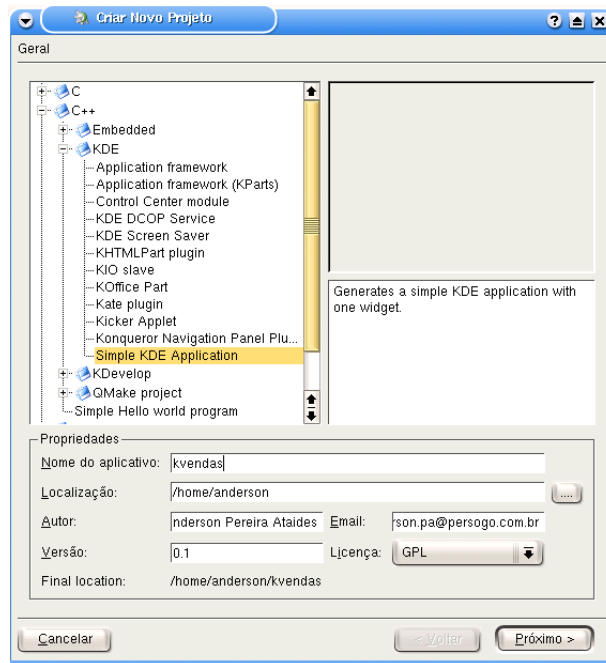 Criar Novo Projeto
Geral
C
C++
Embedded
KDE
Application framework
Application framework (KParts)
Control Center module
KDE DCOP Service
KDE Screen Saver
KHTMLPart plugin
KIO slave
KOffice Part
Kate plugin
Kicker Applet
Konqueror Navigation Panel Plu...
Simple KDE Application
KDevelop
QMake project
Simple Hello world program
Generates a simple KDE application with
one widget.
Propriedades
Nome do aplicativo: kvendas
Localização: /home/anderson
....
Autor: nderson Pereira Ataides Email: rson.pa@persogo.com.br
Versão: 0.1 Licença: GPL
Final location: /home/anderson/kvendas
Cancelar < Voltar Próximo >